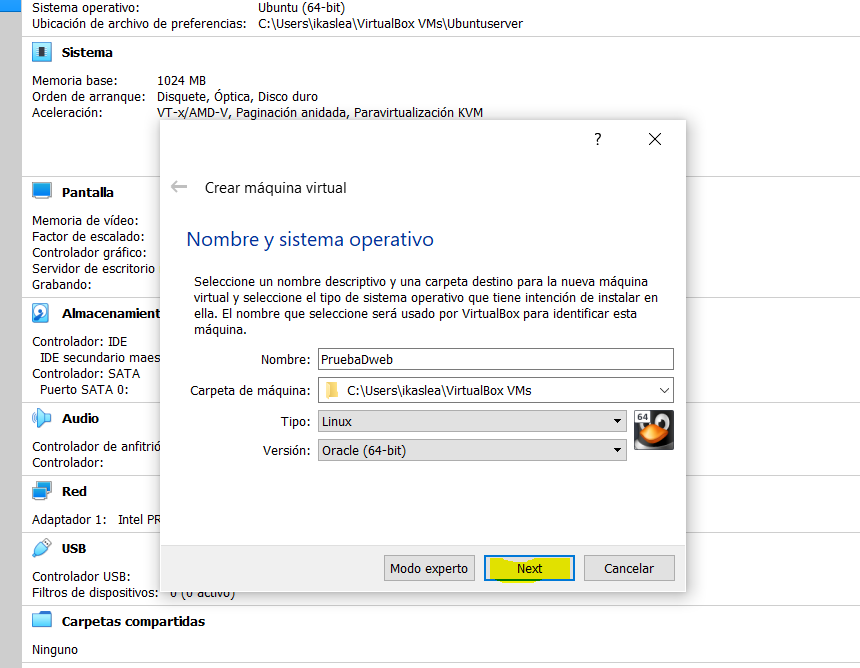 Sistema operativo: Ubuntu (64-bit)
Ubicación de archivo de preferencias: C:\Users\ikaslea\VirtualBox VMs\Ubuntuserver
Sistema
Memoria base: 1024 MB
Orden de arranque: Disquete, Óptica, Disco duro
Aceleración: VT-x/AMD-V, Paginación anidada, Paravirtualización KVM
Pantalla
Memoria de vídeo:
Factor de escalado:
Controlador gráfico:
Servidor de escritorio
Grabando:
Almacenamient
Controlador: IDE
IDE secundario maes
Controlador: SATA
Puerto SATA 0:
Audio
Controlador de anfitrió
Controlador:
Red
Adaptador 1: Intel PR
USB
Controlador USB:
Filtros de dispositivos: 0 (0 activo)
Carpetas compartidas
Ninguno
?
Crear máquina virtual
Nombre y sistema operativo
Seleccione un nombre descriptivo y una carpeta destino para la nueva máquina
virtual y seleccione el tipo de sistema operativo que tiene intención de instalar en
ella. El nombre que seleccione será usado por VirtualBox para identificar esta
máquina.
Nombre: PruebaDweb
Carpeta de máquina: C:\Users\ikaslea\VirtualBox VMs
Tipo: Linux
64
Versión: Oracle (64-bit)
Modo experto Next Cancelar